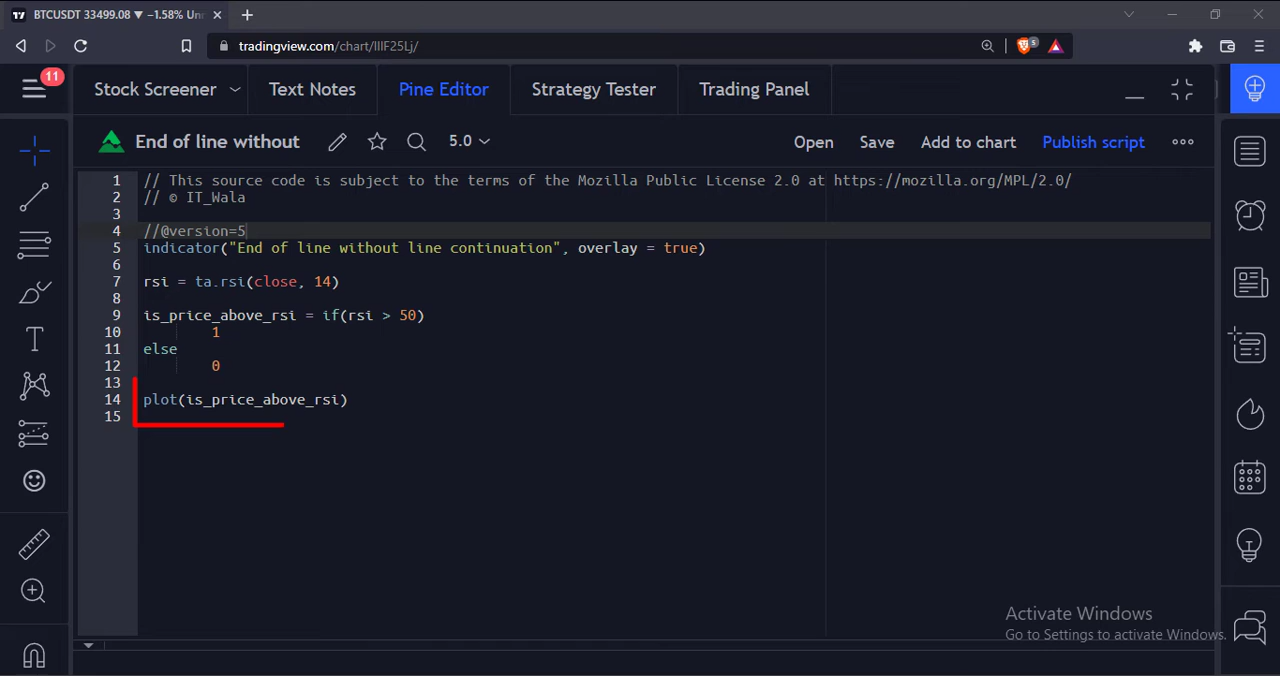 BTCUSDT 33499.08 ▼ −1.58% Un
tradingview.com/chart/IIIF25Lj/
5
11
Stock Screener
Text Notes
Pine Editor
Strategy Tester
Trading Panel
End of line without
5.0
Open
Save
Add to chart
Publish script
1 // This source code is subject to the terms of the Mozilla Public License 2.0 at https://mozilla.org/MPL/2.0/
2 // © IT_Wala
3
4 //@version=5
5 indicator("End of line without line continuation", overlay = true)
6
7 rsi = ta.rsi(close, 14)
8
9 is_price_above_rsi = if(rsi > 50)
10 1
11 else
12 0
13
14 plot(is_price_above_rsi)
15
Activate Windows
Go to Settings to activate Windows.